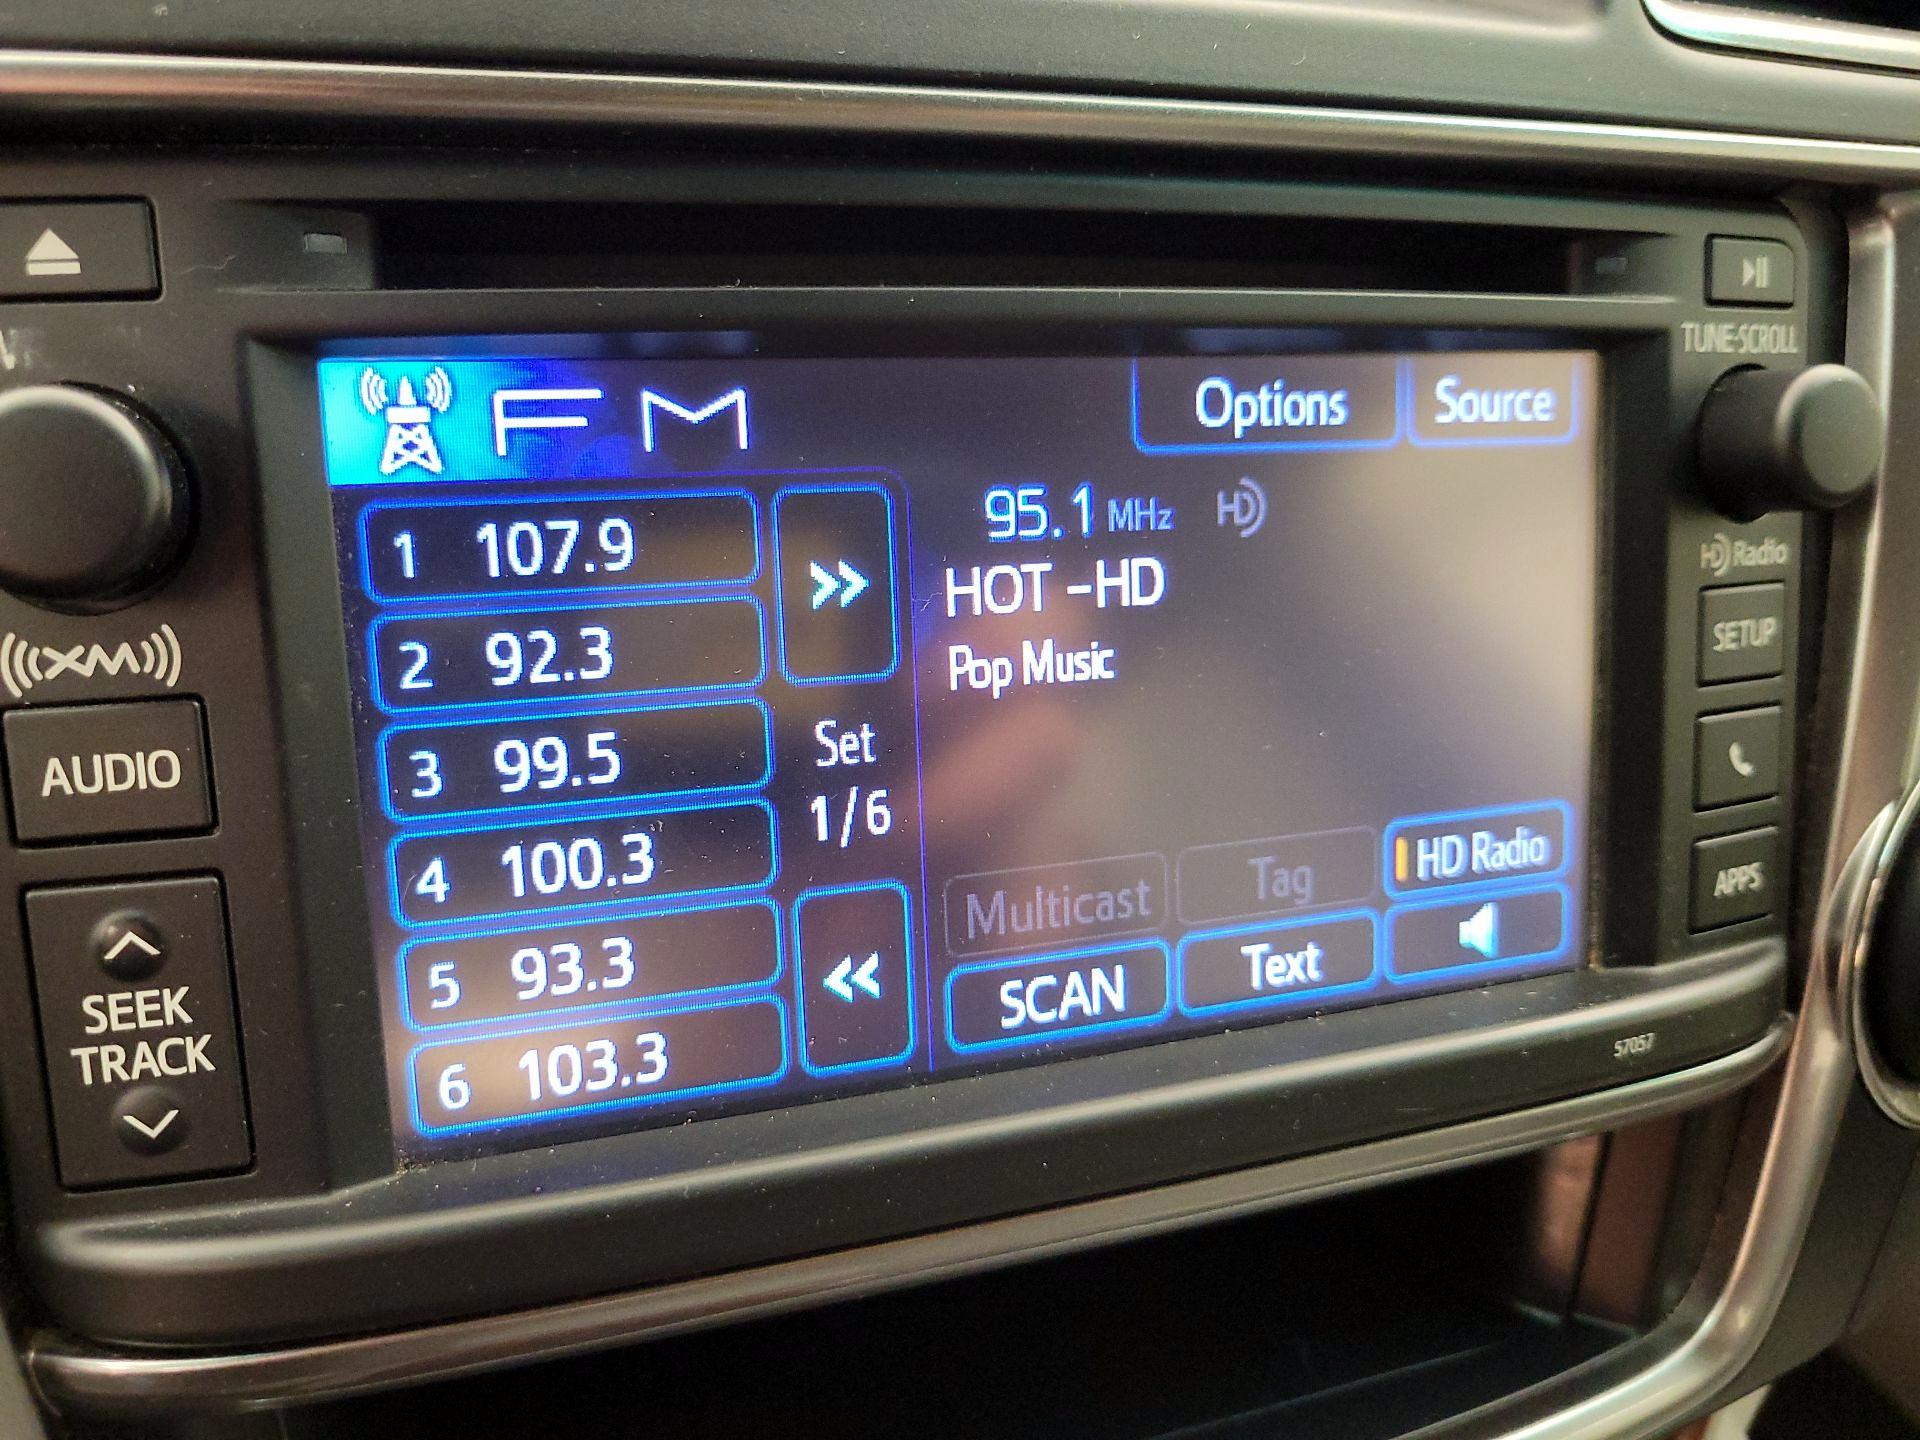 FM
Options
Source
1 107.9
2 92.3
3 99.5
4 100.3
5 93.3
6 103.3
Set
1/6
95.1 MHz HD
HOT -HD
Pop Music
Multicast
Tag
HD Radio
SCAN
Text
XM
AUDIO
SEEK
TRACK
TUNE·SCROLL
HD Radio
SETUP
APPS
57057